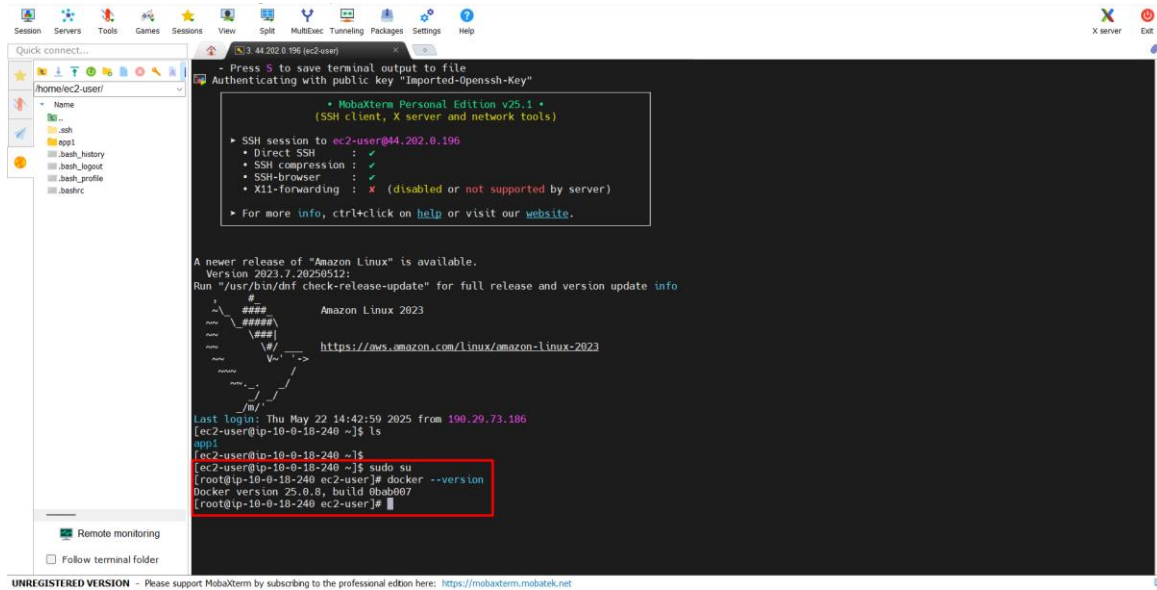 Session Servers Tools Games Sessions View Split MultiExec Tunneling Packages Settings Help X server Exit
Quick connect...
3. 44.202.0.196 (ec2-user)
/home/ec2-user/
Name
..
.ssh
app1
.bash_history
.bash_logout
.bash_profile
.bashrc
Remote monitoring
Follow terminal folder
- Press S to save terminal output to file
Authenticating with public key "Imported-Openssh-Key"
• MobaXterm Personal Edition v25.1 •
(SSH client, X server and network tools)
► SSH session to ec2-user@44.202.0.196
• Direct SSH : ✔
• SSH compression : ✔
• SSH-browser : ✔
• X11-forwarding : ✘ (disabled or not supported by server)
► For more info, ctrl+click on help or visit our website.
A newer release of "Amazon Linux" is available.
Version 2023.7.20250512:
Run "/usr/bin/dnf check-release-update" for full release and version update info
, #_
~\_ ####_ Amazon Linux 2023
~~ \_#####\
~~ \###|
~~ \#/ ___ https://aws.amazon.com/linux/amazon-linux-2023
~~ V~' '->
~~~ /
~~._. _/
_/ _/
_/m/'
Last login: Thu May 22 14:42:59 2025 from 190.29.73.186
[ec2-user@ip-10-0-18-240 ~]$ ls
app1
[ec2-user@ip-10-0-18-240 ~]$
[ec2-user@ip-10-0-18-240 ~]$ sudo su
[root@ip-10-0-18-240 ec2-user]# docker --version
Docker version 25.0.8, build 0bab007
[root@ip-10-0-18-240 ec2-user]#
UNREGISTERED VERSION - Please support MobaXterm by subscribing to the professional edition here: https://mobaxterm.mobatek.net